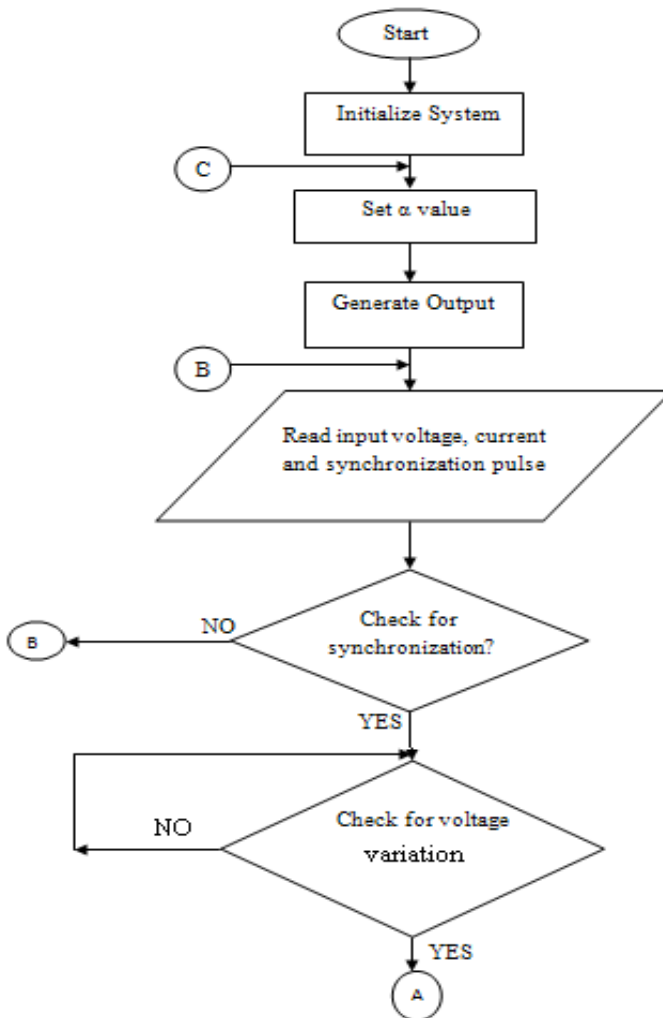 Start
Initialize System
C
Set α value
Generate Output
B
Read input voltage, current
and synchronization pulse
Check for
synchronization?
NO
B
YES
Check for voltage
variation
NO
YES
A